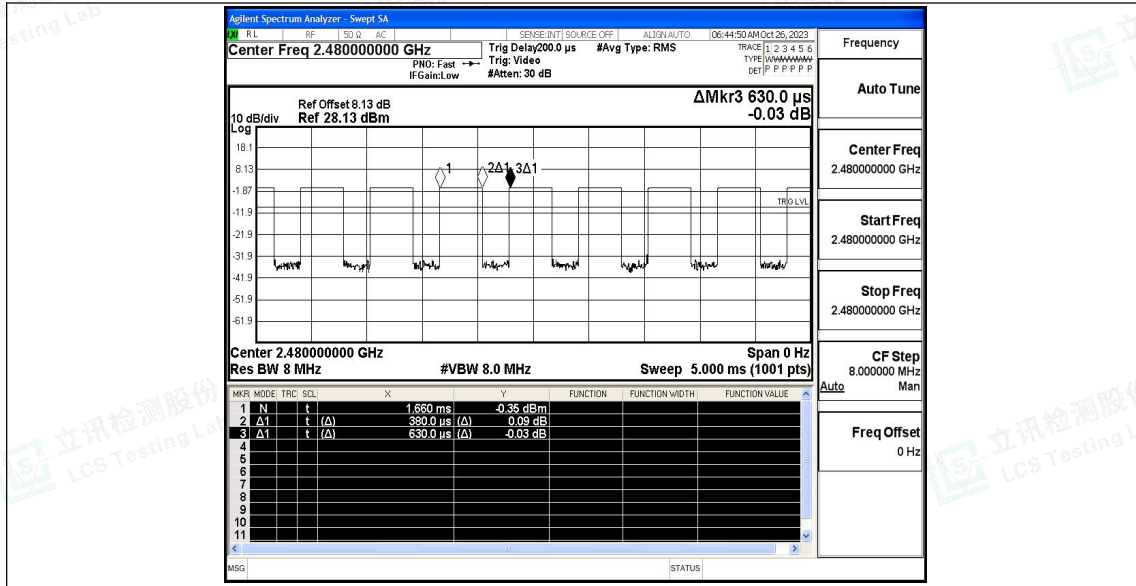 Agilent Spectrum Analyzer - Swept SA
LXI RL RF 50 Ω AC SENSE:INT SOURCE OFF ALIGN AUTO 06:44:50 AM Oct 26, 2023
Center Freq 2.480000000 GHz
PNO: Fast
IFGain:Low
Trig Delay200.0 µs
Trig: Video
#Atten: 30 dB
#Avg Type: RMS
TRACE 1 2 3 4 5 6
TYPE WWWWWW
DET P P P P P P
Ref Offset 8.13 dB
10 dB/div Ref 28.13 dBm
Log
ΔMkr3 630.0 µs
-0.03 dB
18.1
8.13
-1.87
-11.9
-21.9
-31.9
-41.9
-51.9
-61.9
1
2Δ1
3Δ1
TRIG LVL
Center 2.480000000 GHz Span 0 Hz
Res BW 8 MHz #VBW 8.0 MHz Sweep 5.000 ms (1001 pts)
MKR MODE TRC SCL X Y FUNCTION FUNCTION WIDTH FUNCTION VALUE
1 N t 1.660 ms -0.35 dBm
2 Δ1 t (Δ) 380.0 µs (Δ) 0.09 dB
3 Δ1 t (Δ) 630.0 µs (Δ) -0.03 dB
4
5
6
7
8
9
10
11
MSG STATUS
Frequency
Auto Tune
Center Freq
2.480000000 GHz
Start Freq
2.480000000 GHz
Stop Freq
2.480000000 GHz
CF Step
8.000000 MHz
Auto Man
Freq Offset
0 Hz
sting Lab
立讯检测股份
LCS Testing Lab
立讯检测股份
LCS Testing L